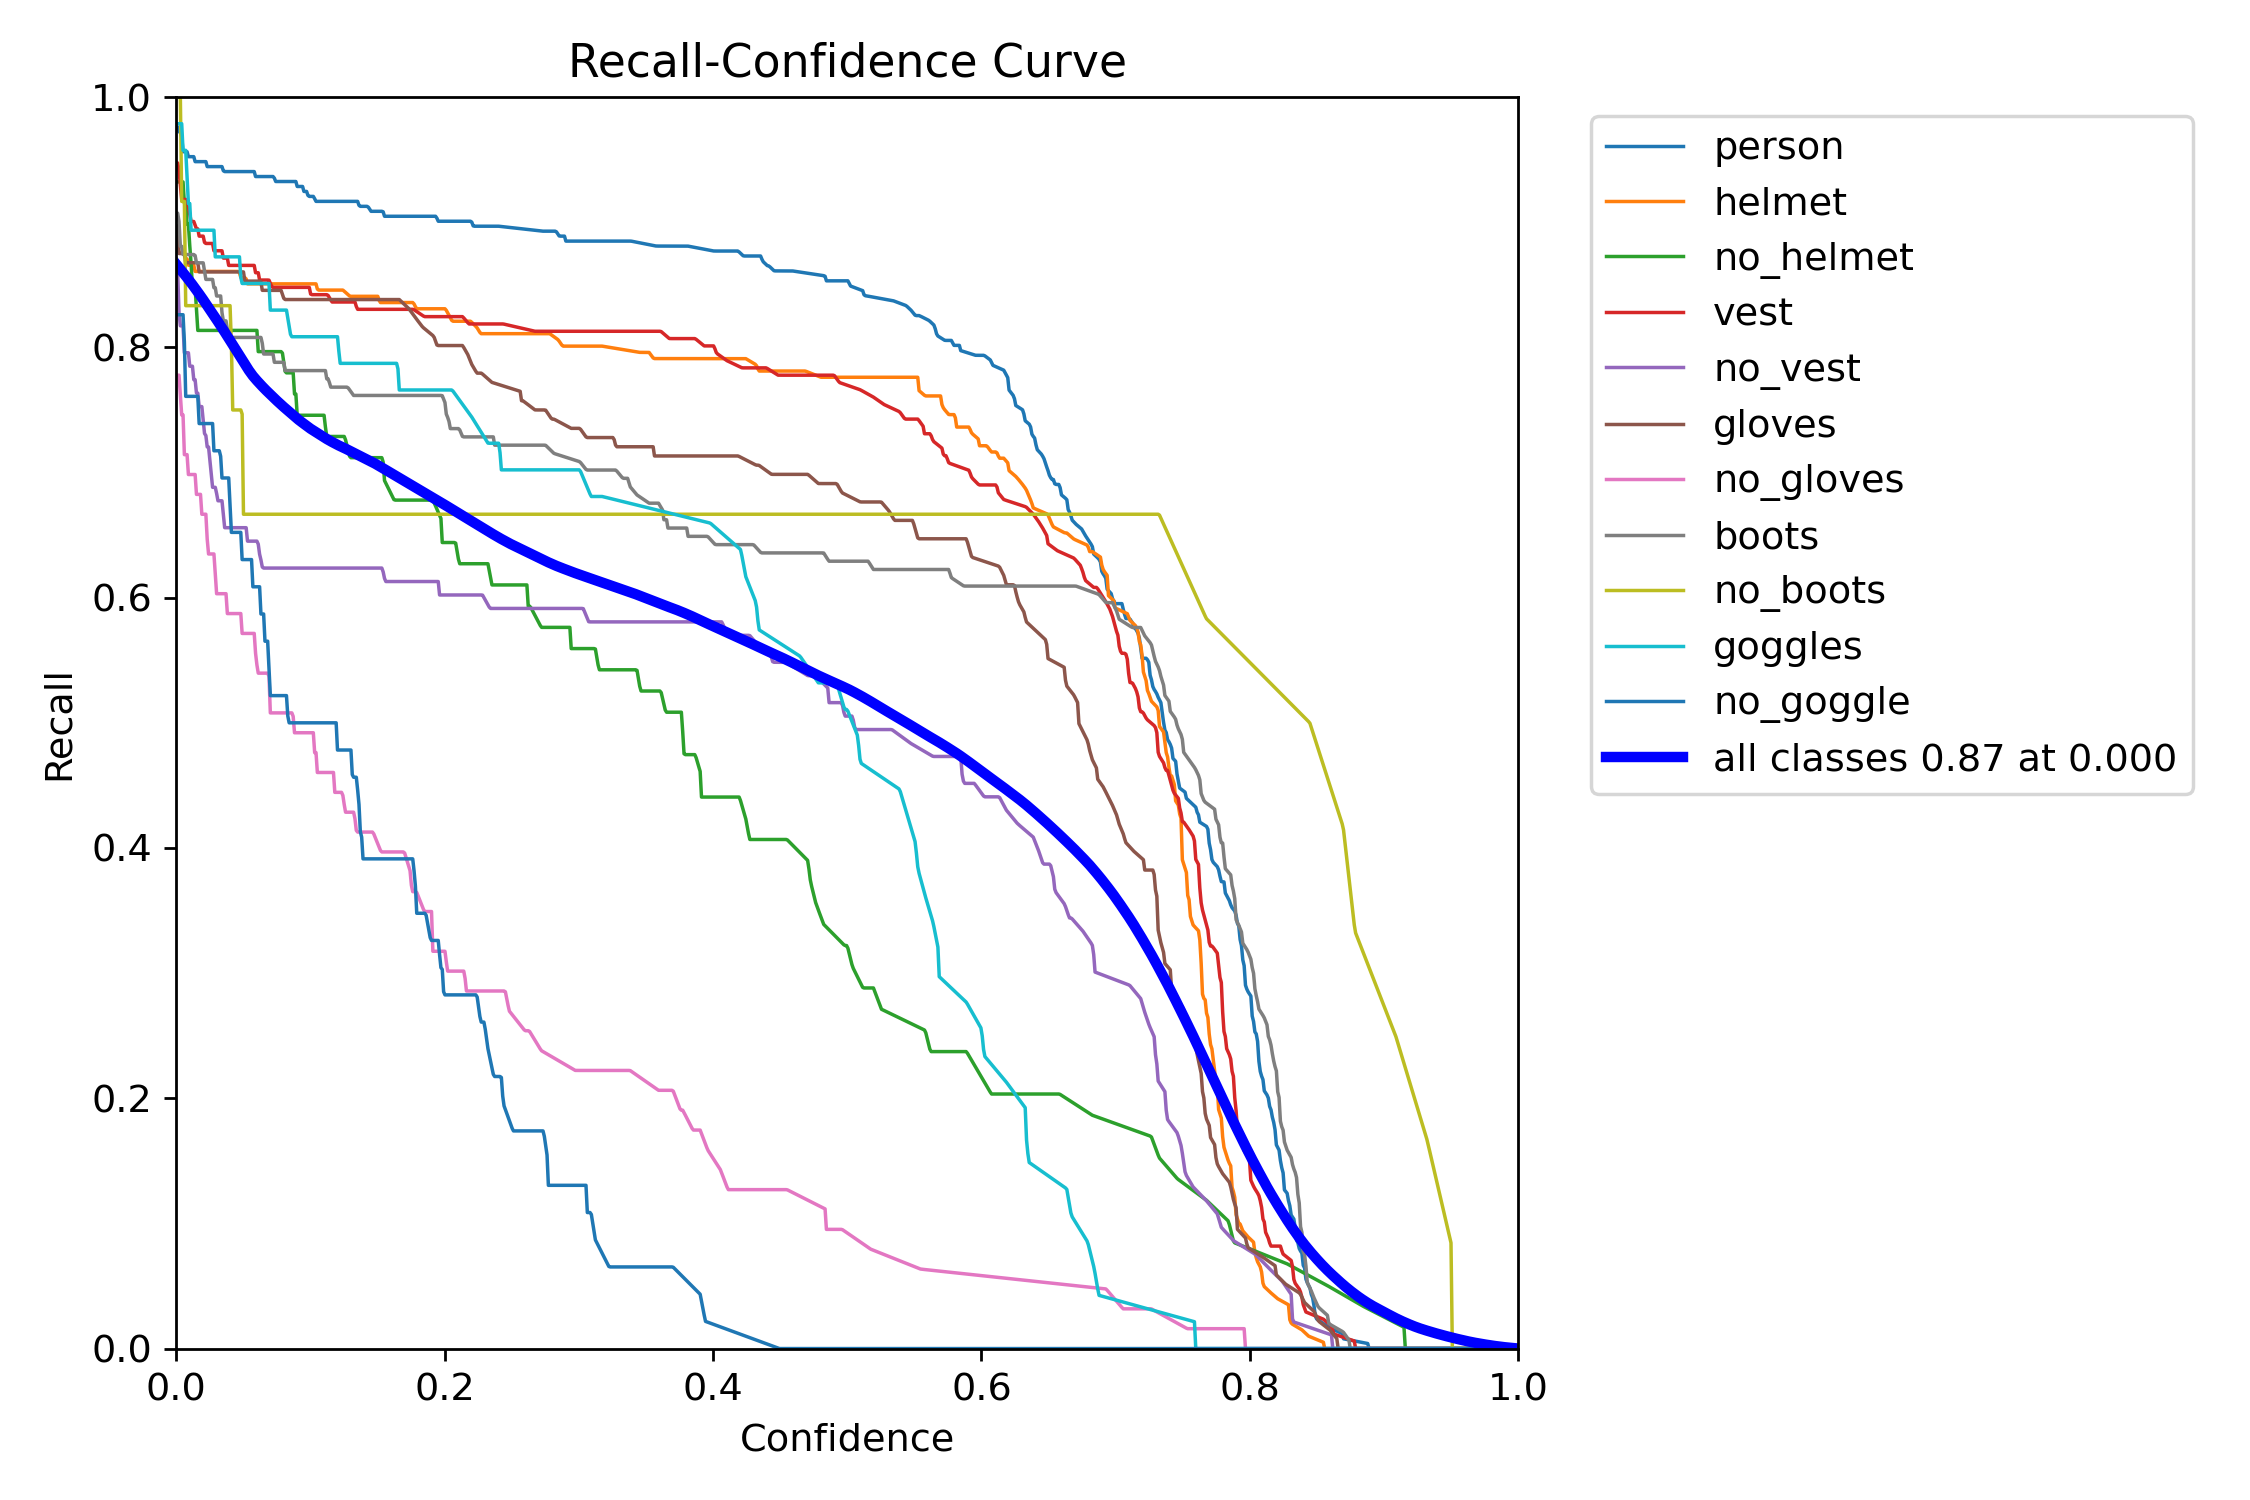 Recall-Confidence Curve
1.0
0.8
0.6
0.4
0.2
0.0
Recall
0.0 0.2 0.4 0.6 0.8 1.0
Confidence
person
helmet
no_helmet
vest
no_vest
gloves
no_gloves
boots
no_boots
goggles
no_goggle
all classes 0.87 at 0.000